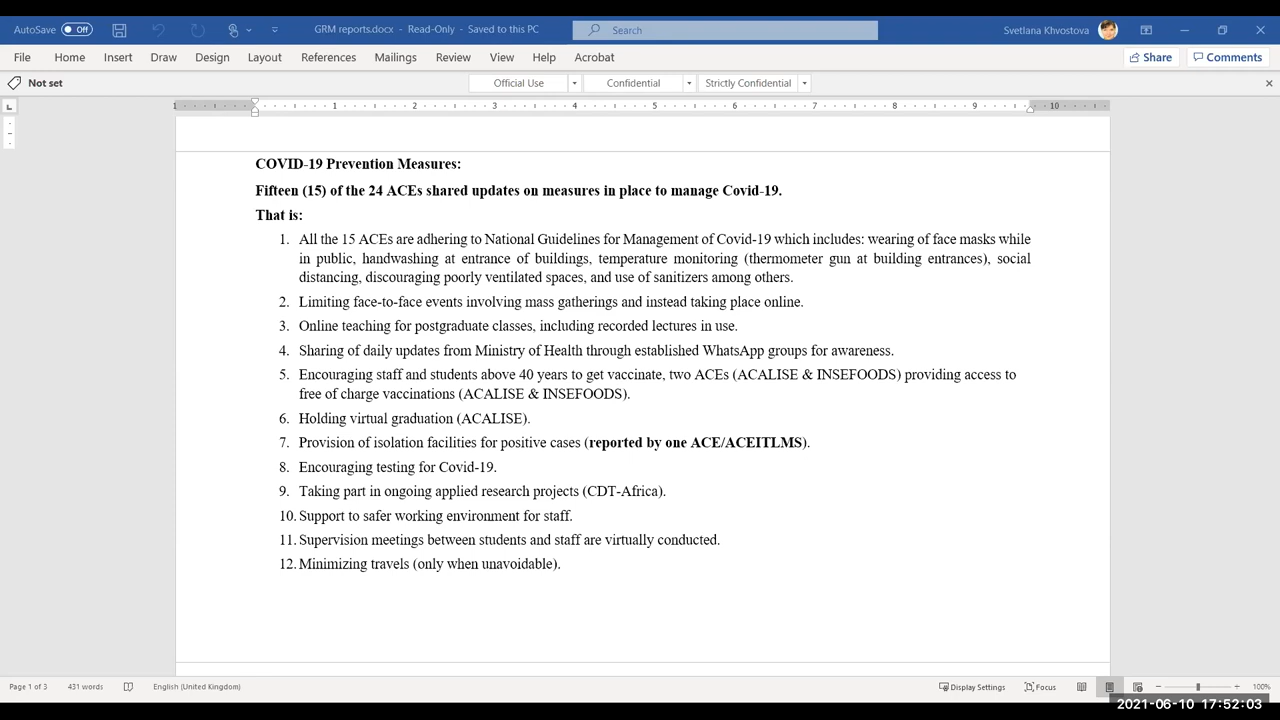 AutoSave Off GRM reports.docx - Read-Only - Saved to this PC Search Svetlana Khvostova
File Home Insert Draw Design Layout References Mailings Review View Help Acrobat Share Comments
Not set Official Use Confidential Strictly Confidential
1 1 2 3 4 5 6 7 8 9 10
COVID-19 Prevention Measures:
Fifteen (15) of the 24 ACEs shared updates on measures in place to manage Covid-19.
That is:
1. All the 15 ACEs are adhering to National Guidelines for Management of Covid-19 which includes: wearing of face masks while
in public, handwashing at entrance of buildings, temperature monitoring (thermometer gun at building entrances), social
distancing, discouraging poorly ventilated spaces, and use of sanitizers among others.
2. Limiting face-to-face events involving mass gatherings and instead taking place online.
3. Online teaching for postgraduate classes, including recorded lectures in use.
4. Sharing of daily updates from Ministry of Health through established WhatsApp groups for awareness.
5. Encouraging staff and students above 40 years to get vaccinate, two ACEs (ACALISE & INSEFOODS) providing access to
free of charge vaccinations (ACALISE & INSEFOODS).
6. Holding virtual graduation (ACALISE).
7. Provision of isolation facilities for positive cases (reported by one ACE/ACEITLMS).
8. Encouraging testing for Covid-19.
9. Taking part in ongoing applied research projects (CDT-Africa).
10. Support to safer working environment for staff.
11. Supervision meetings between students and staff are virtually conducted.
12. Minimizing travels (only when unavoidable).
Page 1 of 3 431 words English (United Kingdom) Display Settings Focus 100%
2021-06-10 17:52:03